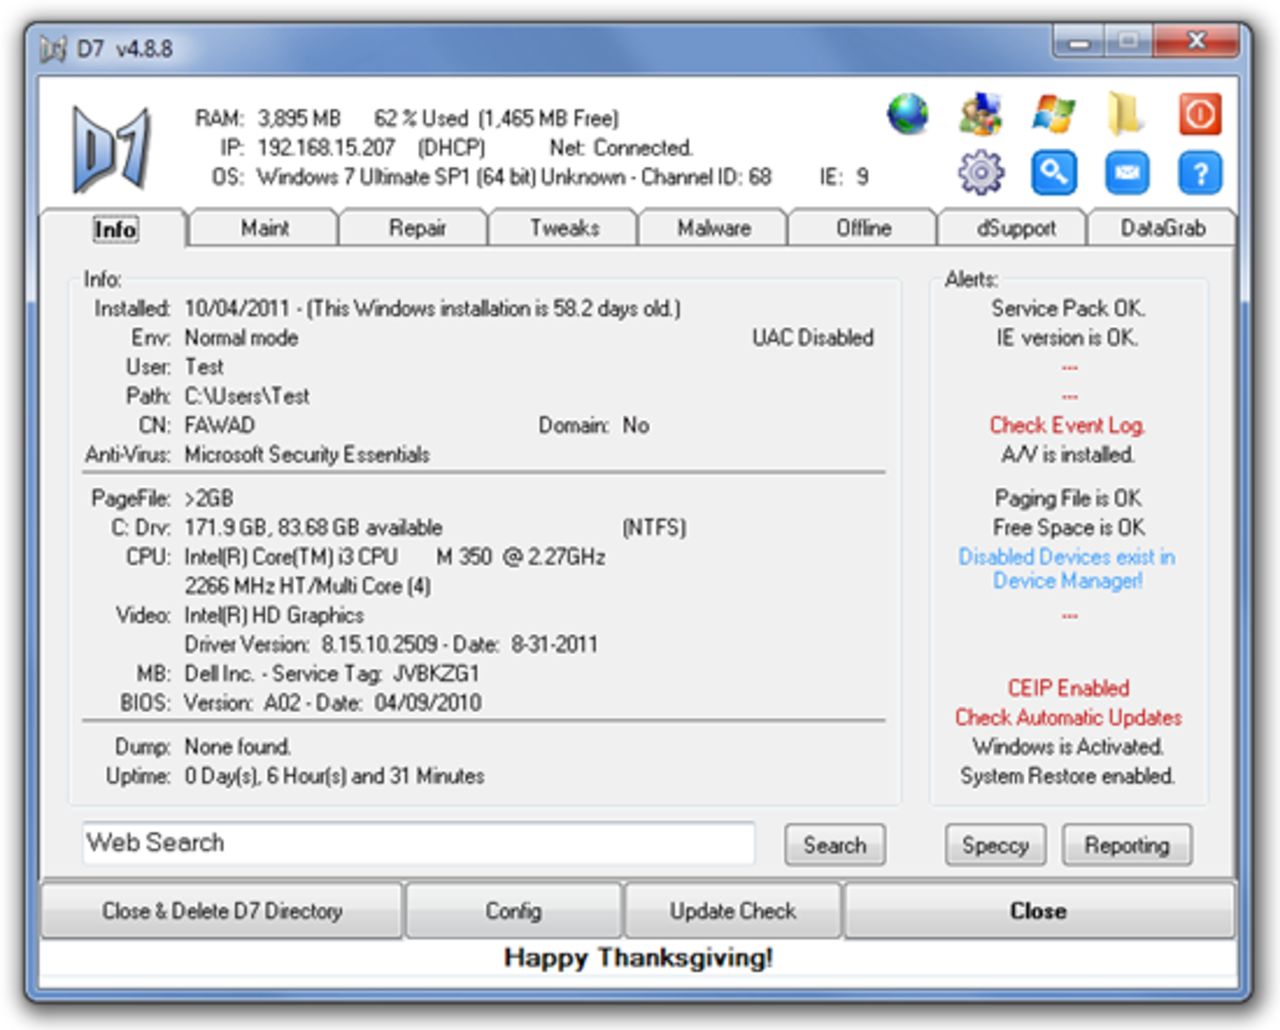 D7 v4.8.8
D7
RAM: 3,895 MB 62 % Used (1,465 MB Free)
IP: 192.168.15.207 (DHCP) Net: Connected.
OS: Windows 7 Ultimate SP1 (64 bit) Unknown - Channel ID: 68 IE: 9
Info Maint Repair Tweaks Malware Offline dSupport DataGrab
Info:
Installed: 10/04/2011 - (This Windows installation is 58.2 days old.)
Env: Normal mode UAC Disabled
User: Test
Path: C:\Users\Test
CN: FAWAD Domain: No
Anti-Virus: Microsoft Security Essentials
PageFile: >2GB
C: Drv: 171.9 GB, 83.68 GB available (NTFS)
CPU: Intel(R) Core(TM) i3 CPU M 350 @ 2.27GHz
2266 MHz HT/Multi Core (4)
Video: Intel(R) HD Graphics
Driver Version: 8.15.10.2509 - Date: 8-31-2011
MB: Dell Inc. - Service Tag: JVBKZG1
BIOS: Version: A02 - Date: 04/09/2010
Dump: None found.
Uptime: 0 Day(s), 6 Hour(s) and 31 Minutes
Alerts:
Service Pack OK.
IE version is OK.
---
---
Check Event Log.
A/V is installed.
Paging File is OK
Free Space is OK
Disabled Devices exist in
Device Manager!
---
CEIP Enabled
Check Automatic Updates
Windows is Activated.
System Restore enabled.
Web Search Search Speccy Reporting
Close & Delete D7 Directory Config Update Check Close
Happy Thanksgiving!